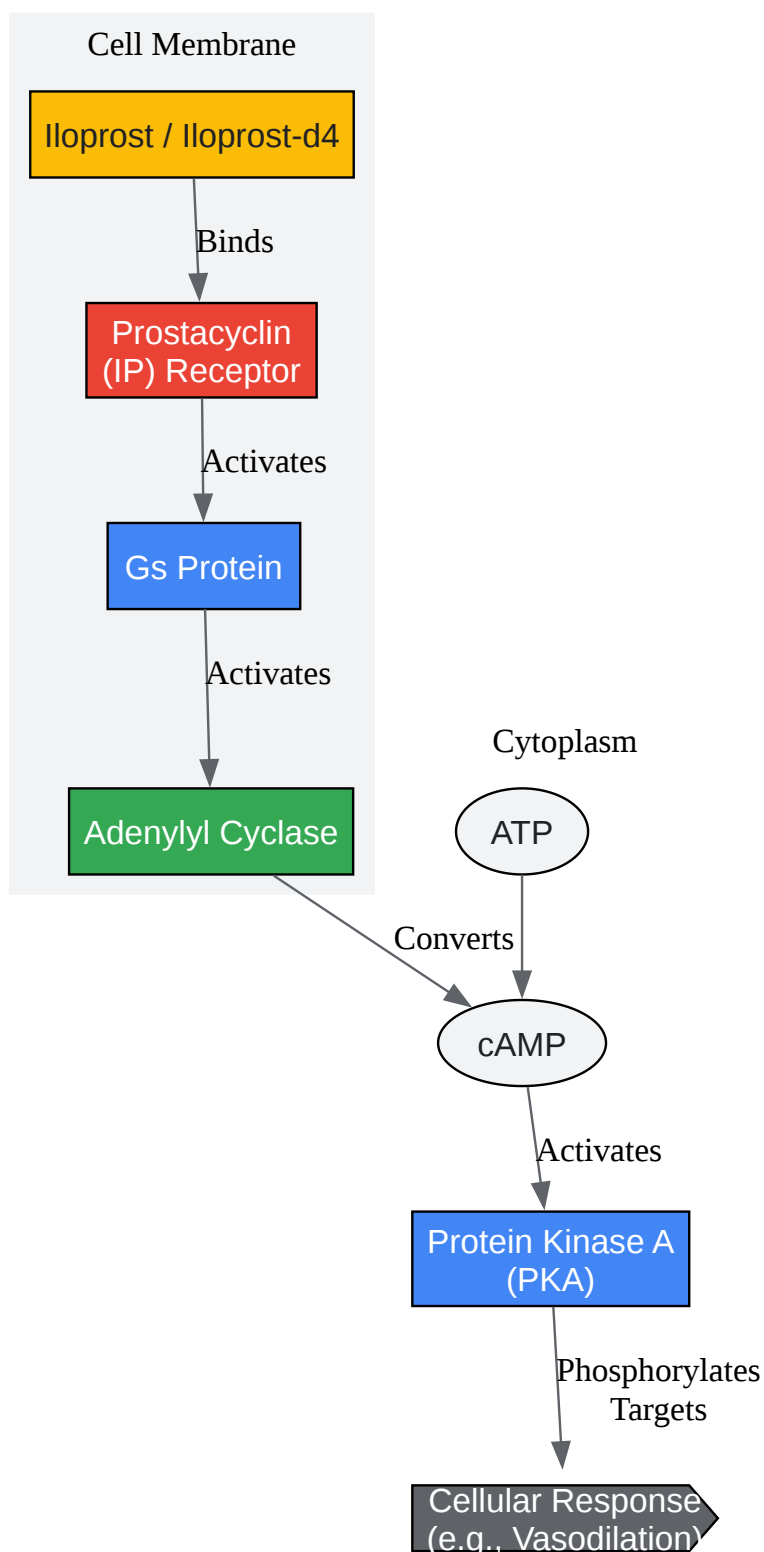 Cell Membrane
Iloprost / Iloprost-d4
Binds
Prostacyclin
(IP) Receptor
Activates
Gs Protein
Activates
Cytoplasm
Adenylyl Cyclase
ATP
Converts
cAMP
Activates
Protein Kinase A
(PKA)
Phosphorylates
Targets
Cellular Response
(e.g., Vasodilation)